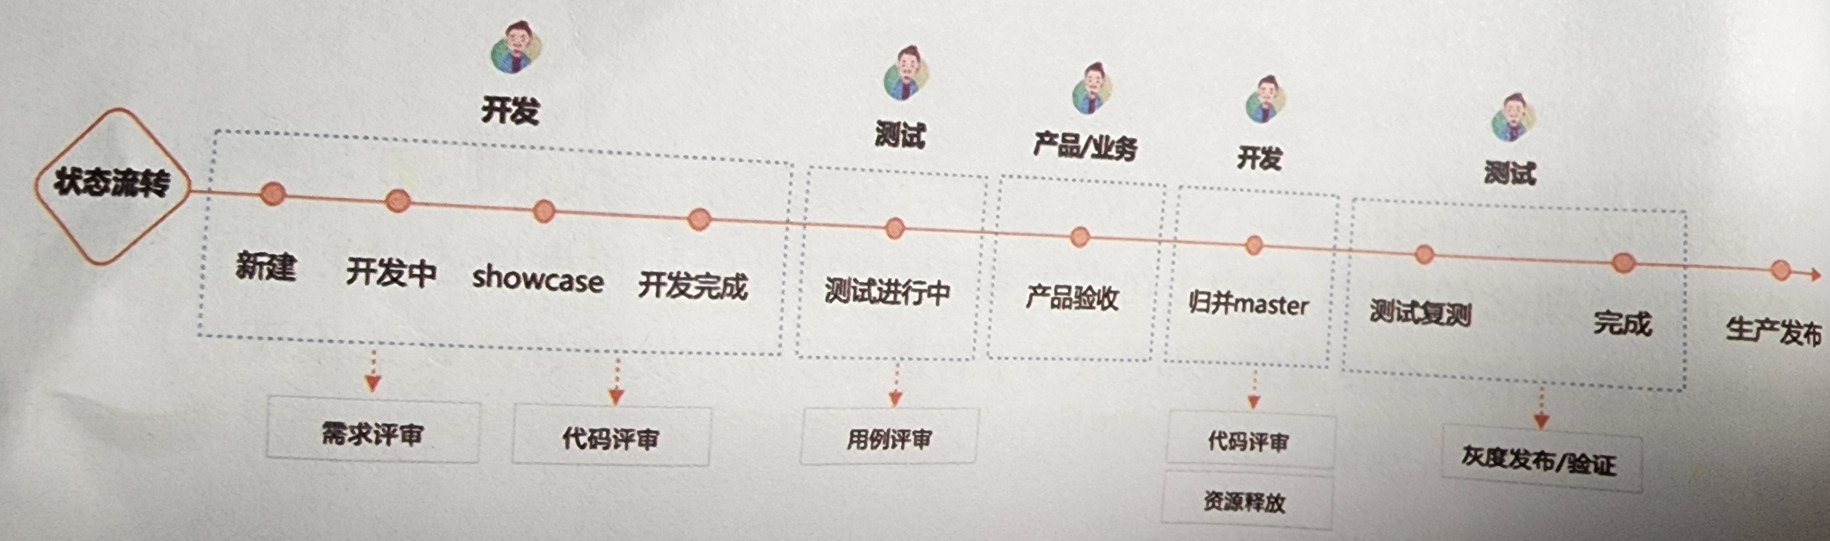 开发
测试
产品/业务
开发
测试
状态流转
新建
开发中
showcase
开发完成
测试进行中
产品验收
归并master
测试复测
完成
生产发布
需求评审
代码评审
用例评审
代码评审
资源释放
灰度发布/验证